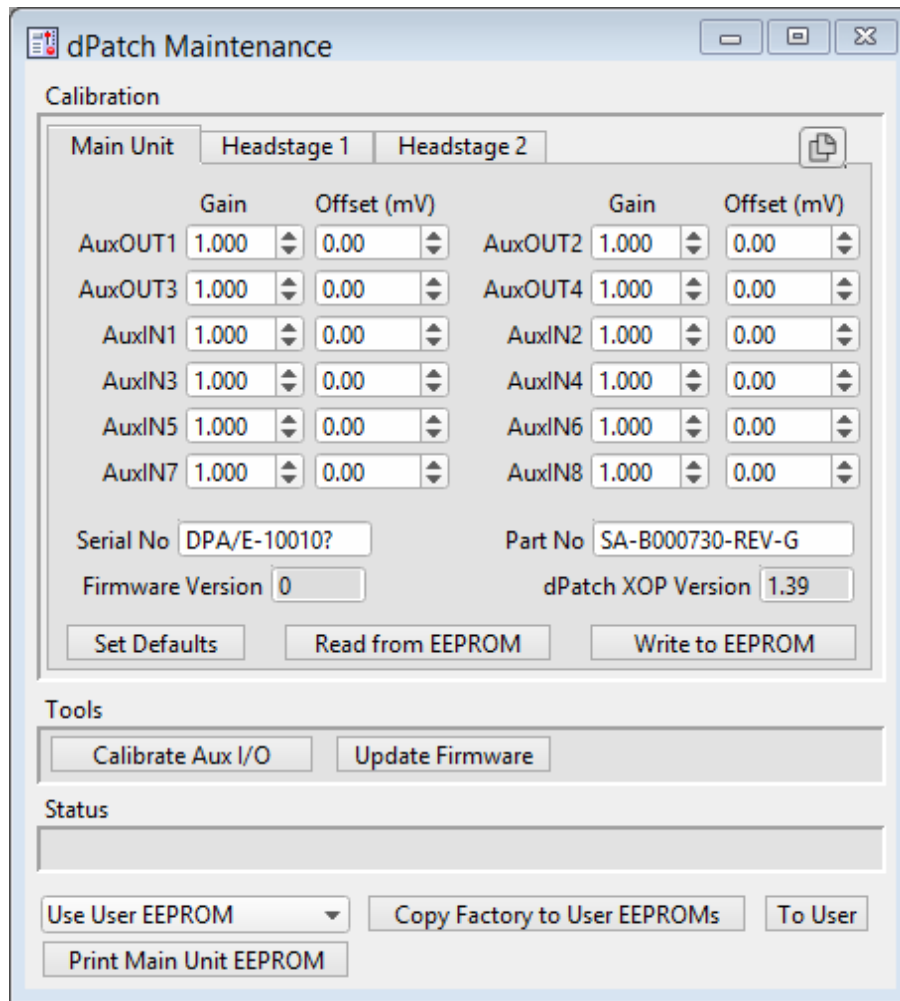 dPatch Maintenance
Calibration
Main Unit Headstage 1 Headstage 2
Gain Offset (mV) Gain Offset (mV)
AuxOUT1 1.000 0.00 AuxOUT2 1.000 0.00
AuxOUT3 1.000 0.00 AuxOUT4 1.000 0.00
AuxIN1 1.000 0.00 AuxIN2 1.000 0.00
AuxIN3 1.000 0.00 AuxIN4 1.000 0.00
AuxIN5 1.000 0.00 AuxIN6 1.000 0.00
AuxIN7 1.000 0.00 AuxIN8 1.000 0.00
Serial No DPA/E-10010? Part No SA-B000730-REV-G
Firmware Version 0 dPatch XOP Version 1.39
Set Defaults Read from EEPROM Write to EEPROM
Tools
Calibrate Aux I/O Update Firmware
Status
Use User EEPROM Copy Factory to User EEPROMs To User
Print Main Unit EEPROM